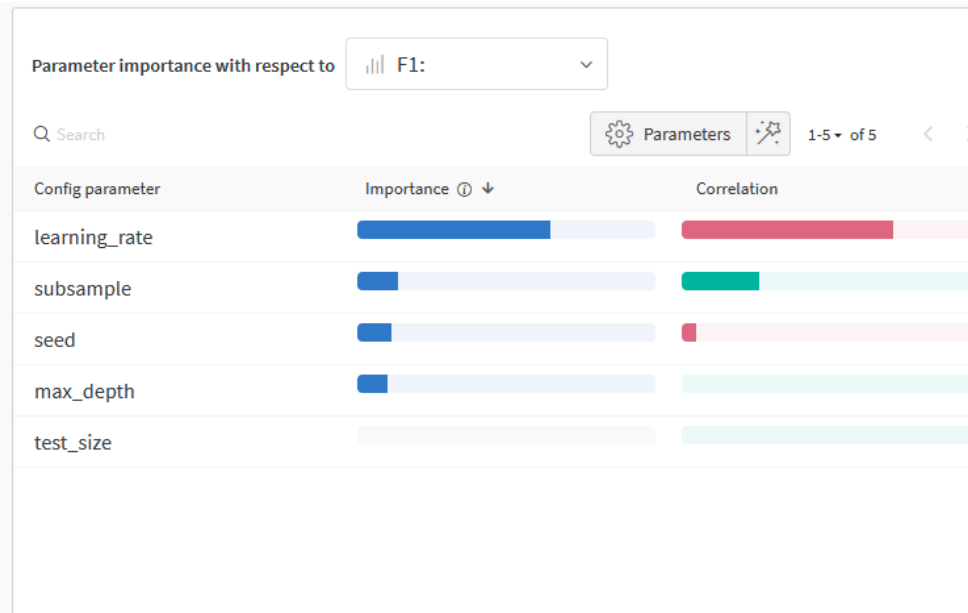 Parameter importance with respect to F1:
Search
Parameters 1-5 of 5
Config parameter Importance Correlation
learning_rate
subsample
seed
max_depth
test_size